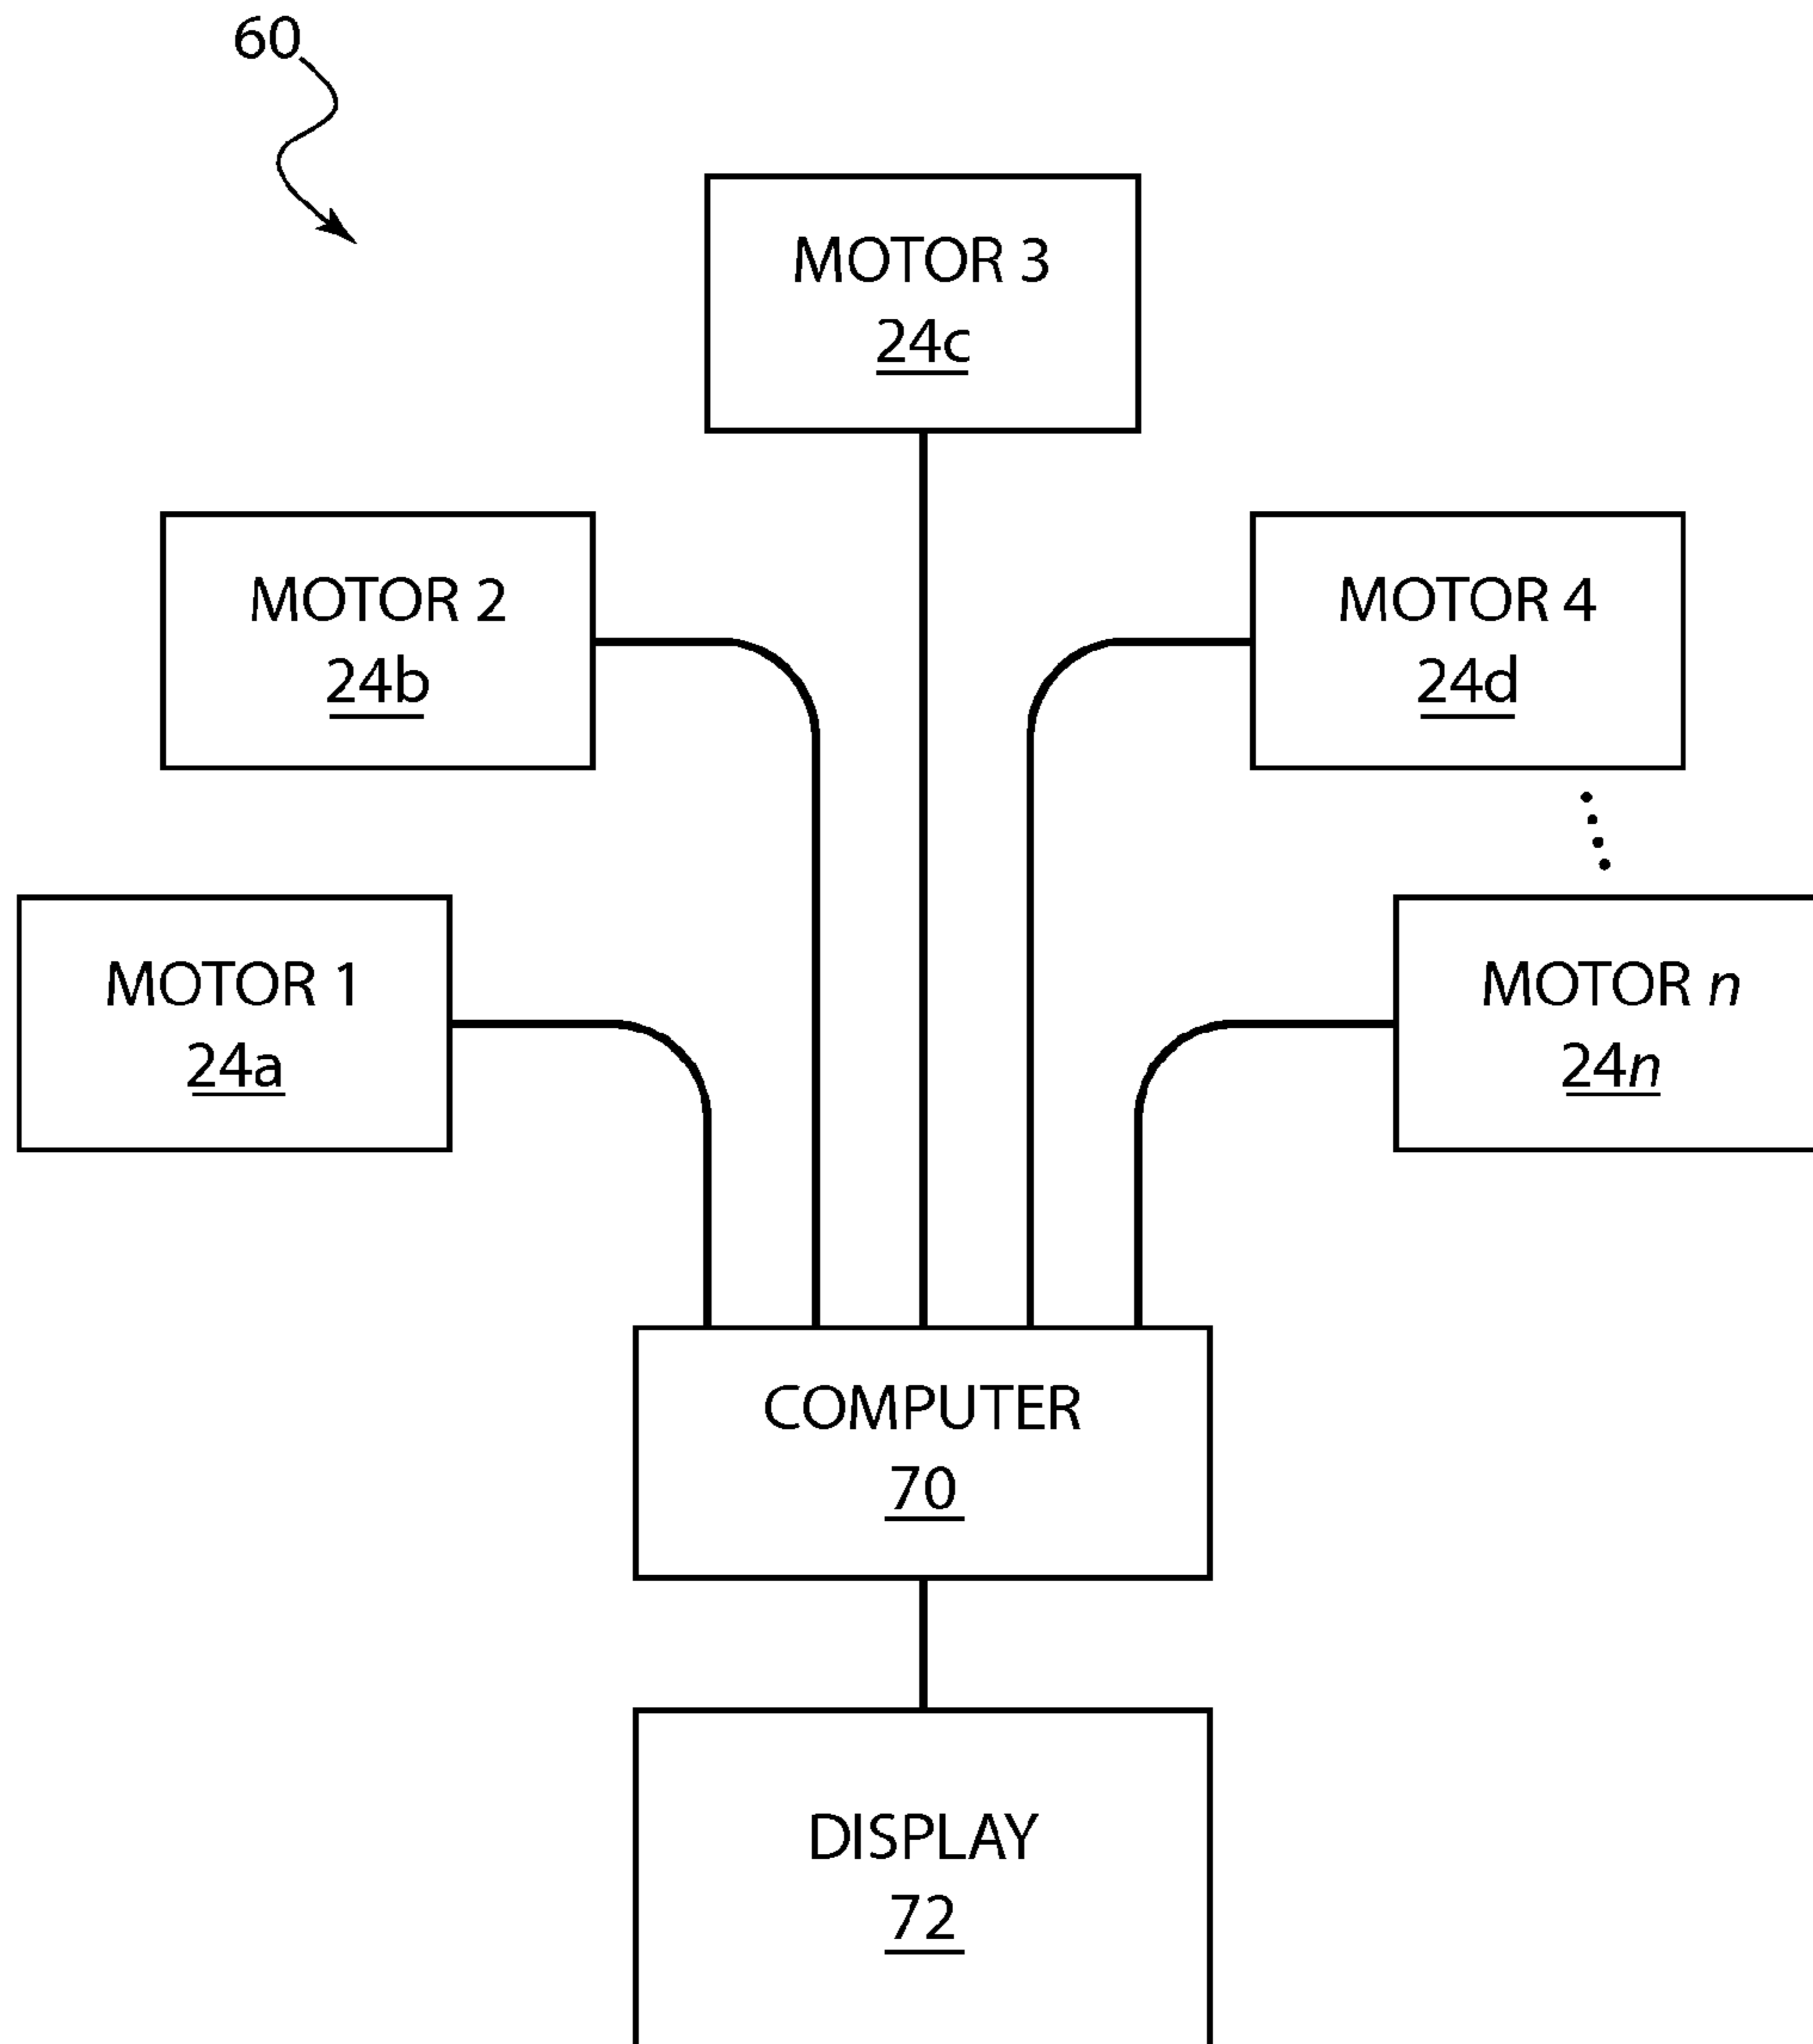 60
MOTOR 3
24c
MOTOR 2
24b
MOTOR 4
24d
MOTOR 1
24a
MOTOR n
24n
COMPUTER
70
DISPLAY
72